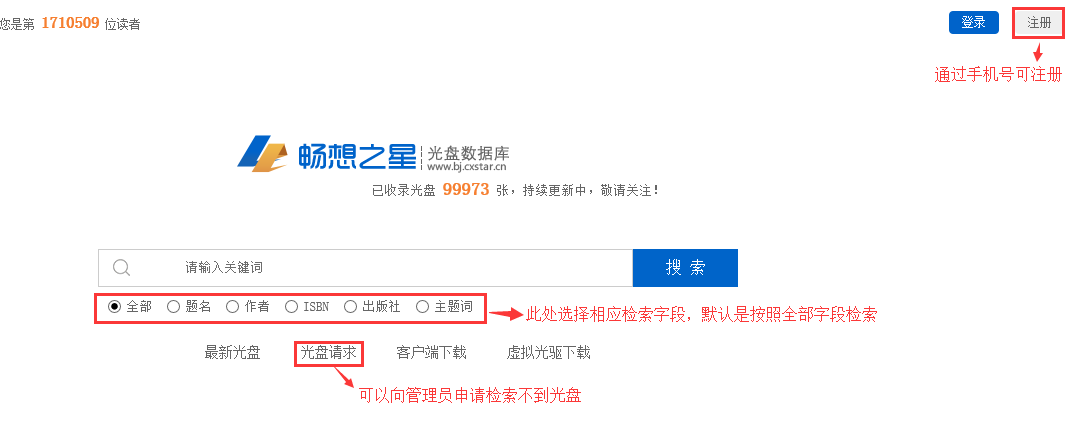 您是第 1710509 位读者
登录 注册
通过手机号可注册
畅想之星 光盘数据库
www.bj.cxstar.cn
已收录光盘 99973 张，持续更新中，敬请关注！
请输入关键词 搜 索
全部 题名 作者 ISBN 出版社 主题词
此处选择相应检索字段，默认是按照全部字段检索
最新光盘 光盘请求 客户端下载 虚拟光驱下载
可以向管理员申请检索不到光盘